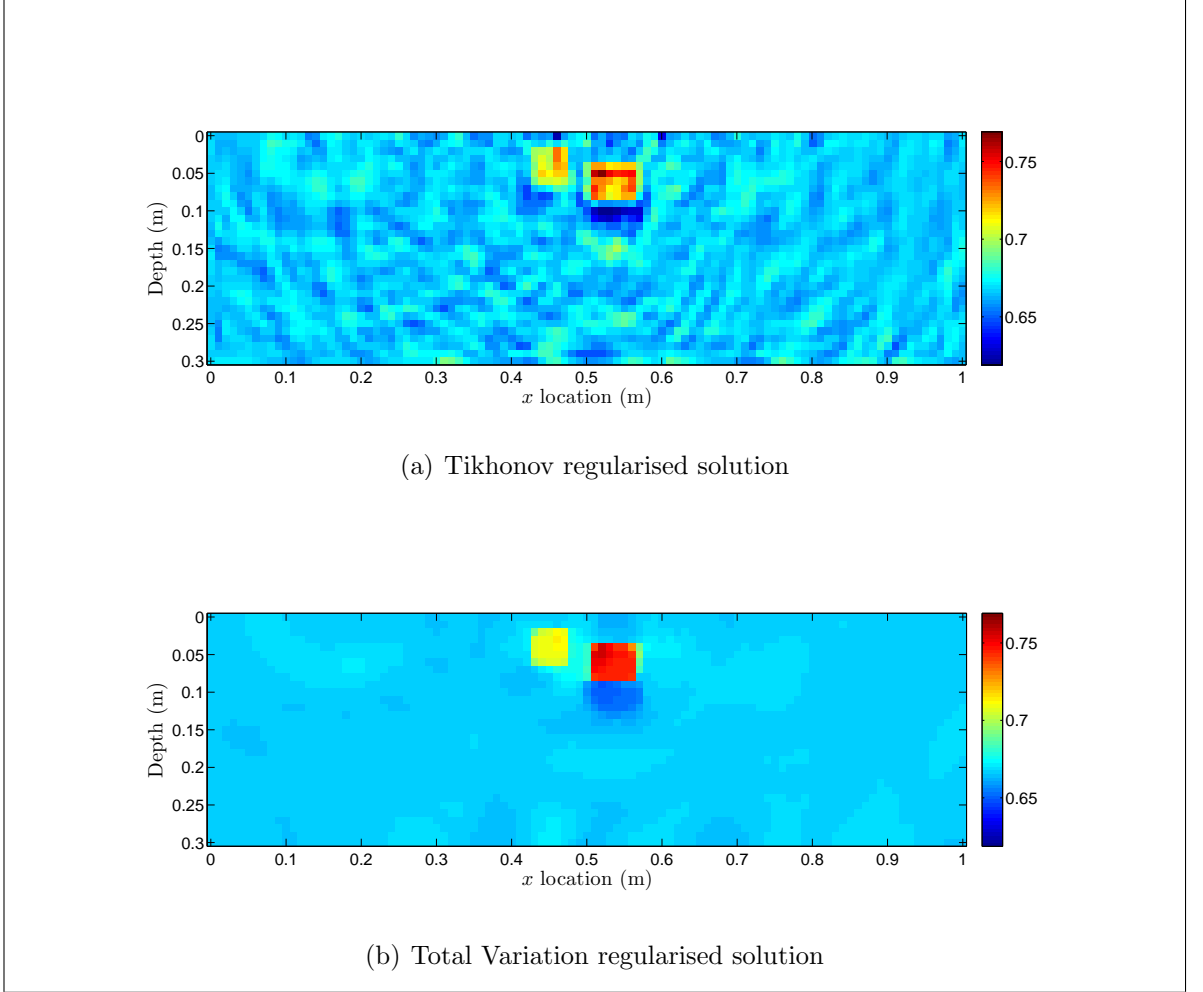 0
0.05
0.1
0.15
0.2
0.25
0.3
Depth (m)
0 0.1 0.2 0.3 0.4 0.5 0.6 0.7 0.8 0.9 1
x location (m)
0.75
0.7
0.65
(a) Tikhonov regularised solution
0
0.05
0.1
0.15
0.2
0.25
0.3
Depth (m)
0 0.1 0.2 0.3 0.4 0.5 0.6 0.7 0.8 0.9 1
x location (m)
0.75
0.7
0.65
(b) Total Variation regularised solution